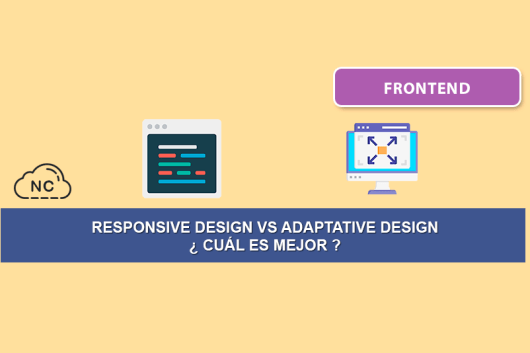 FRONTEND
NC
RESPONSIVE DESIGN VS ADAPTATIVE DESIGN
¿ CUÁL ES MEJOR ?